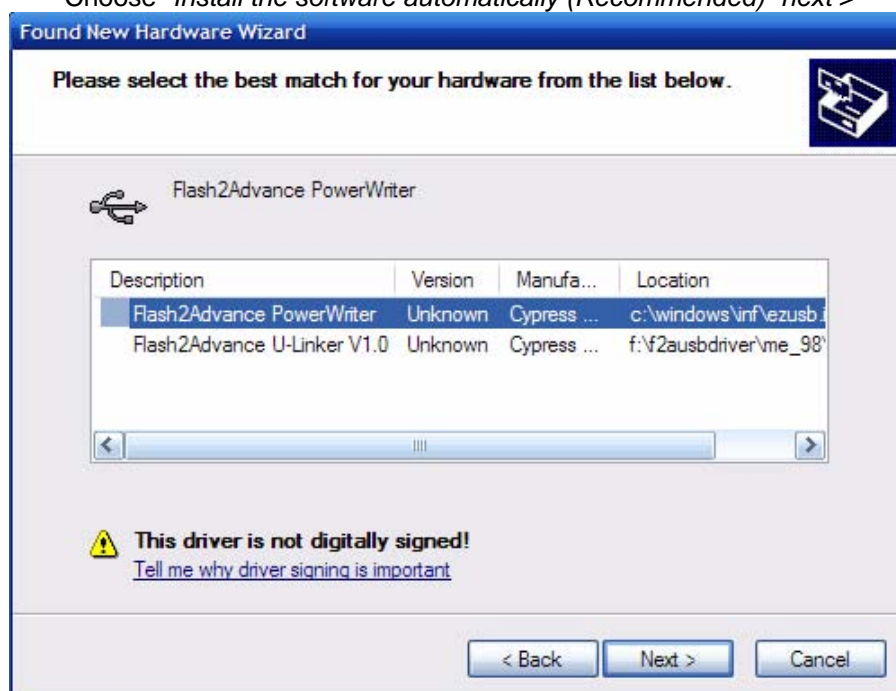 Choose "Install the software automatically (Recommended)" next >
Found New Hardware Wizard
Please select the best match for your hardware from the list below.
Flash2Advance PowerWriter
Description Version Manufa... Location
Flash2Advance PowerWriter Unknown Cypress ... c:\windows\inf\ezusb.i
Flash2Advance U-Linker V1.0 Unknown Cypress ... f:\f2ausbdriver\me_98\
This driver is not digitally signed!
Tell me why driver signing is important
< Back Next > Cancel